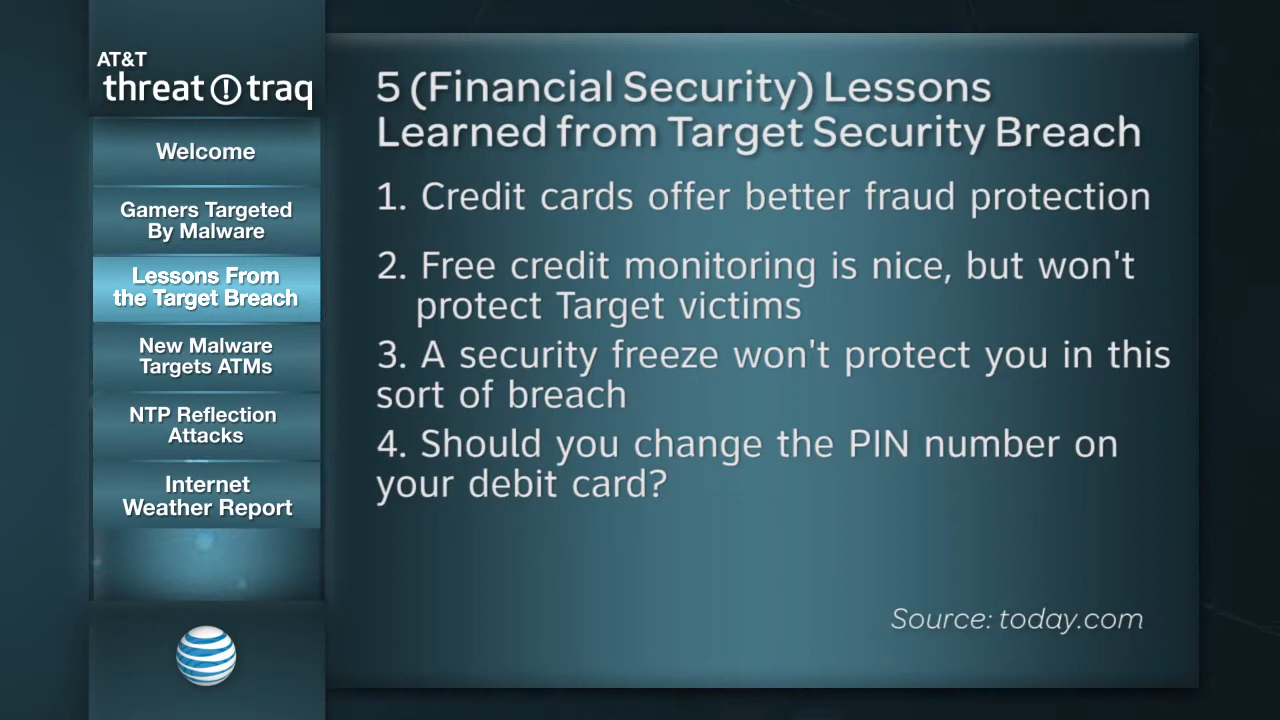 AT&T
threat traq
Welcome
Gamers Targeted
By Malware
Lessons From
the Target Breach
New Malware
Targets ATMs
NTP Reflection
Attacks
Internet
Weather Report
5 (Financial Security) Lessons
Learned from Target Security Breach
1. Credit cards offer better fraud protection
2. Free credit monitoring is nice, but won't
protect Target victims
3. A security freeze won't protect you in this
sort of breach
4. Should you change the PIN number on
your debit card?
Source: today.com